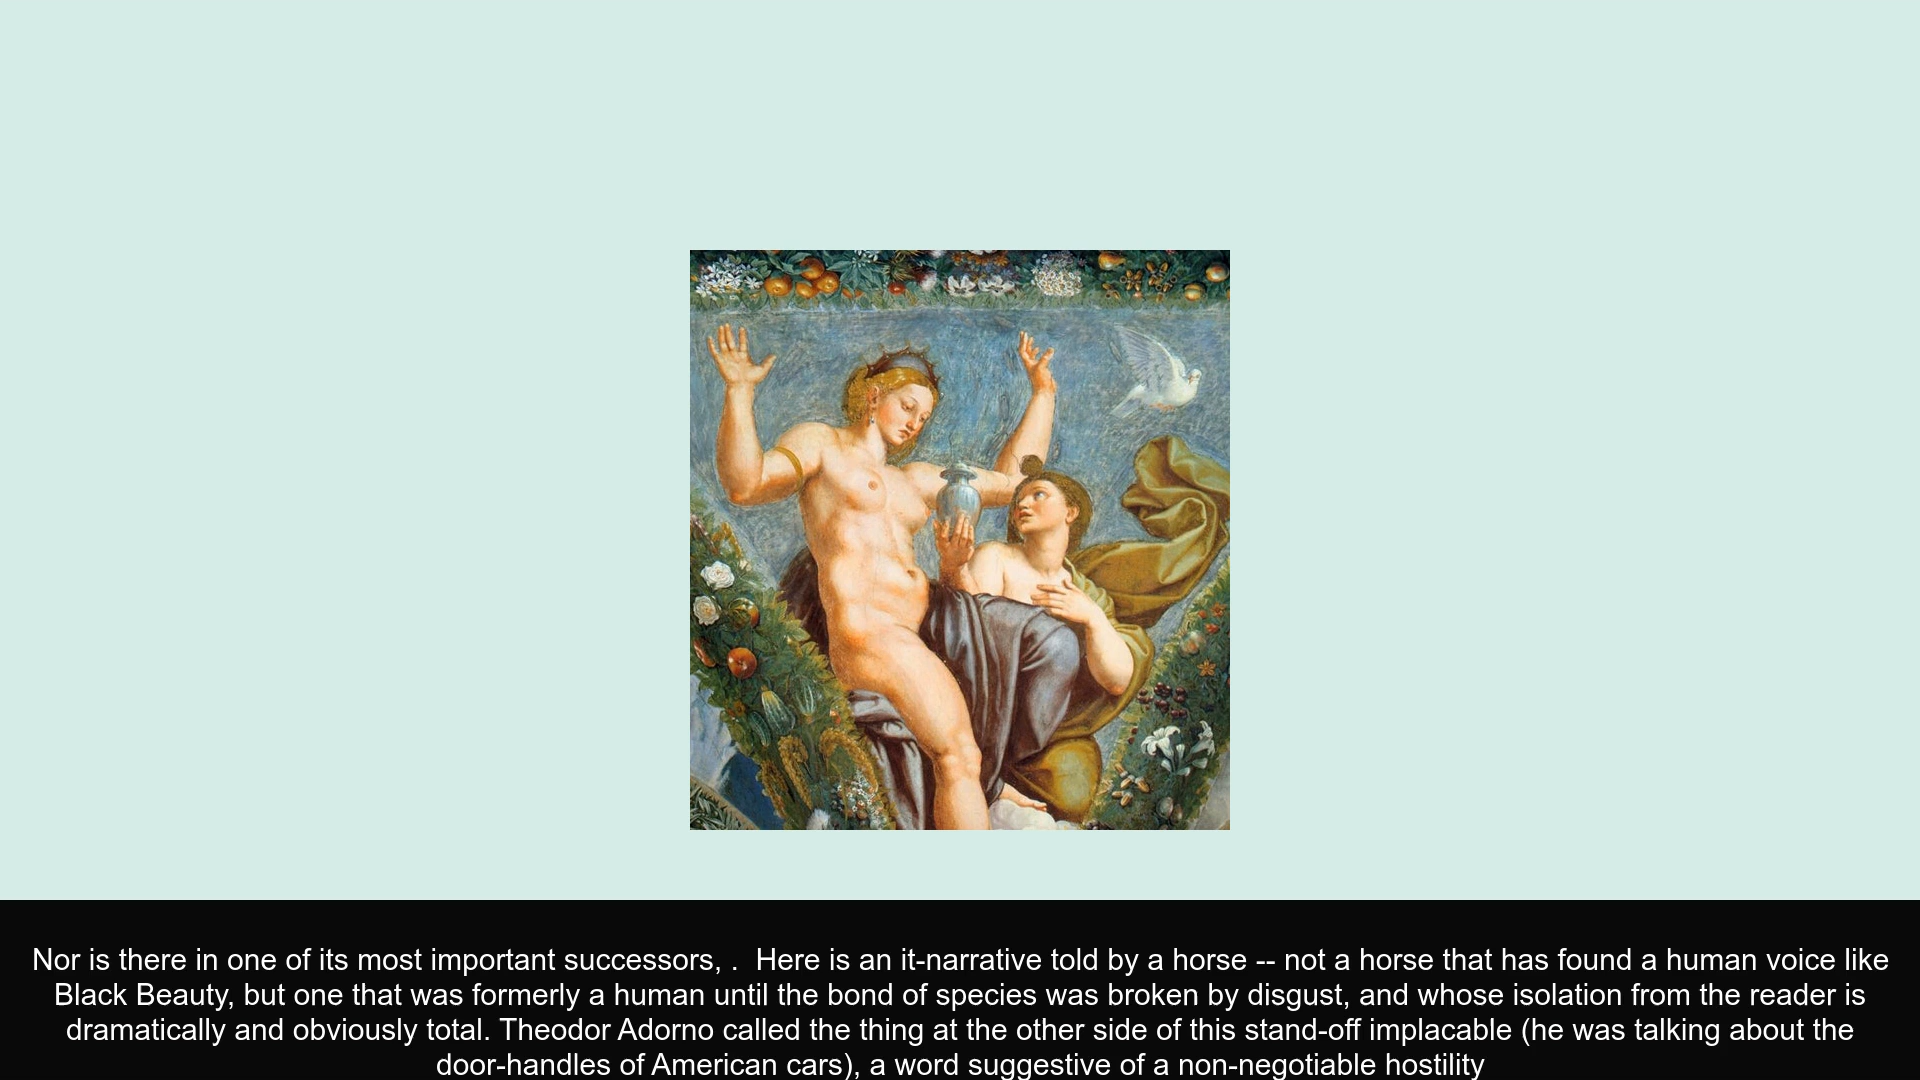 Nor is there in one of its most important successors, .  Here is an it-narrative told by a horse -- not a horse that has found a human voice like
Black Beauty, but one that was formerly a human until the bond of species was broken by disgust, and whose isolation from the reader is
dramatically and obviously total. Theodor Adorno called the thing at the other side of this stand-off implacable (he was talking about the
door-handles of American cars), a word suggestive of a non-negotiable hostility